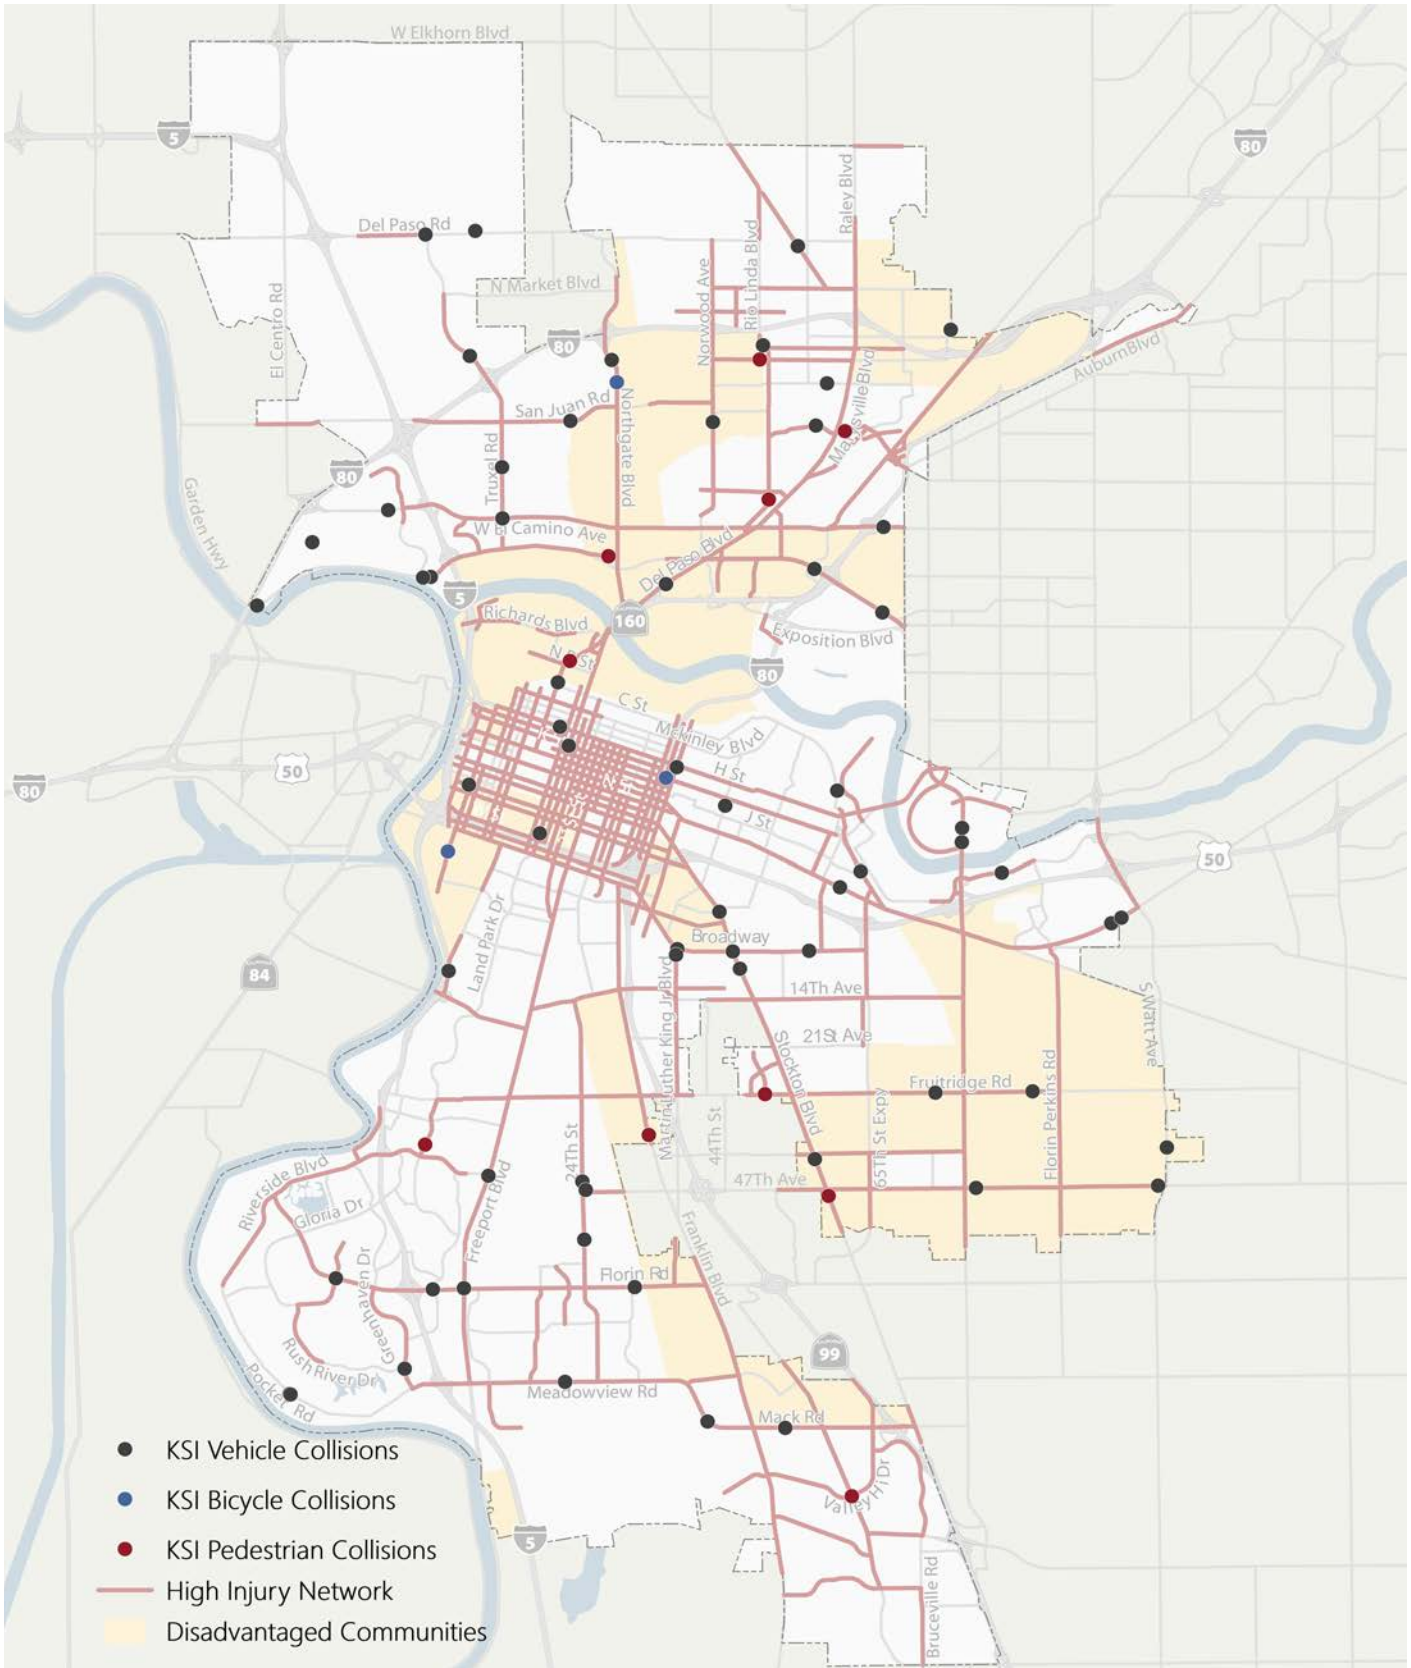 W Elkhorn Blvd
5
80
Raley Blvd
Del Paso Rd
Rio Linda Blvd
N Market Blvd
Norwood Ave
El Centro Rd
80
Auburn Blvd
Marysville Blvd
San Juan Rd
Northgate Blvd
Truxel Rd
80
Garden Hwy
W El Camino Ave
Del Paso Blvd
5
Richards Blvd
160
Exposition Blvd
80
C St
McKinley Blvd
50
80
H St
J St
50
Land Park Dr
Broadway
84
14Th Ave
S Watt Ave
Martin Luther King Jr Blvd
21St Ave
Stockton Blvd
Fruitridge Rd
Florin Perkins Rd
44Th St
65Th St Expy
24Th St
47Th Ave
Riverside Blvd
Gloria Dr
Freeport Blvd
Franklin Blvd
Greenhaven Dr
Florin Rd
99
Rush River Dr
Pocket Rd
Meadowview Rd
Mack Rd
Valley Hi Dr
5
Bruceville Rd
KSI Vehicle Collisions
KSI Bicycle Collisions
KSI Pedestrian Collisions
High Injury Network
Disadvantaged Communities